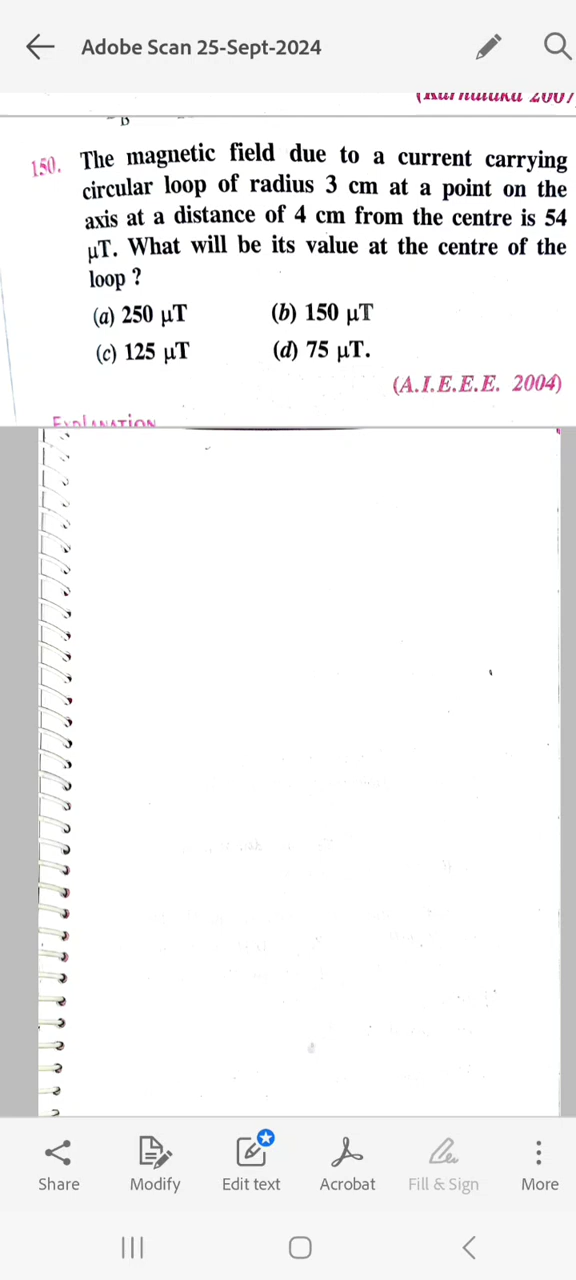 Adobe Scan 25-Sept-2024
150. The magnetic field due to a current carrying
circular loop of radius 3 cm at a point on the
axis at a distance of 4 cm from the centre is 54
μT. What will be its value at the centre of the
loop ?
(a) 250 μT (b) 150 μT
(c) 125 μT (d) 75 μT.
(A.I.E.E.E. 2004)
Explanation
Share Modify Edit text Acrobat Fill & Sign More